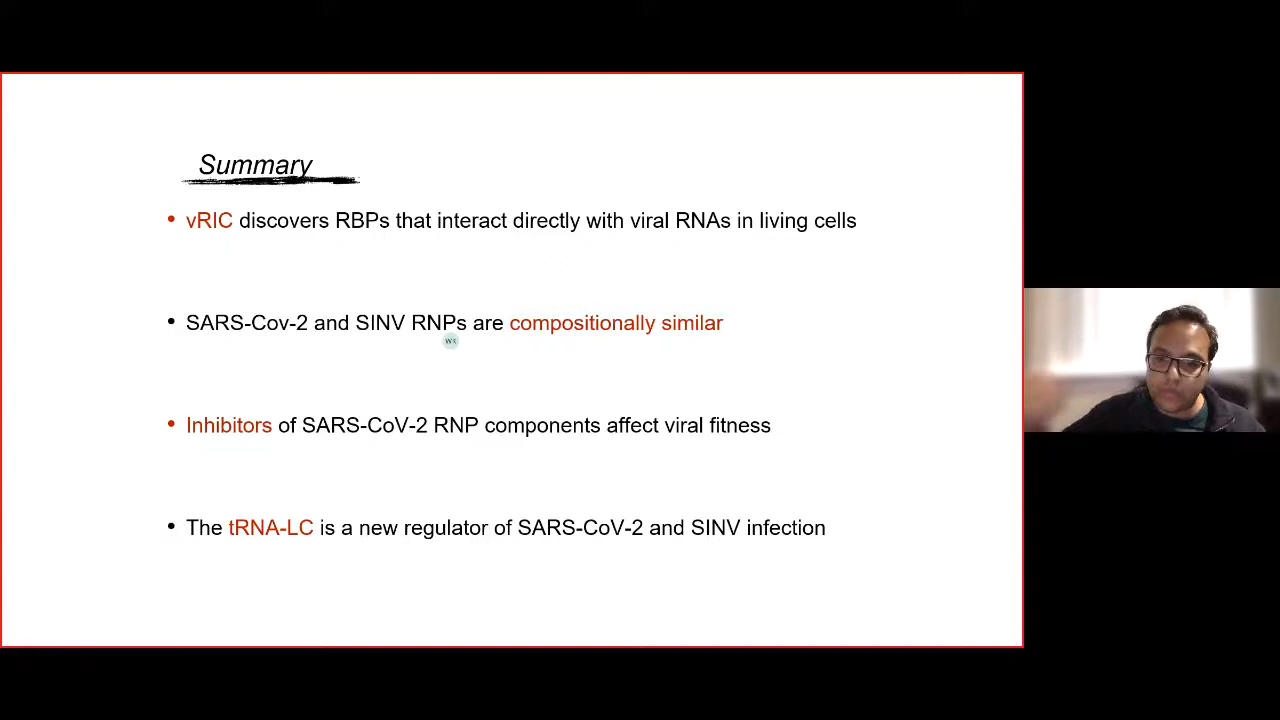 Summary
• vRIC discovers RBPs that interact directly with viral RNAs in living cells
• SARS-Cov-2 and SINV RNPs are compositionally similar
WK
• Inhibitors of SARS-CoV-2 RNP components affect viral fitness
• The tRNA-LC is a new regulator of SARS-CoV-2 and SINV infection